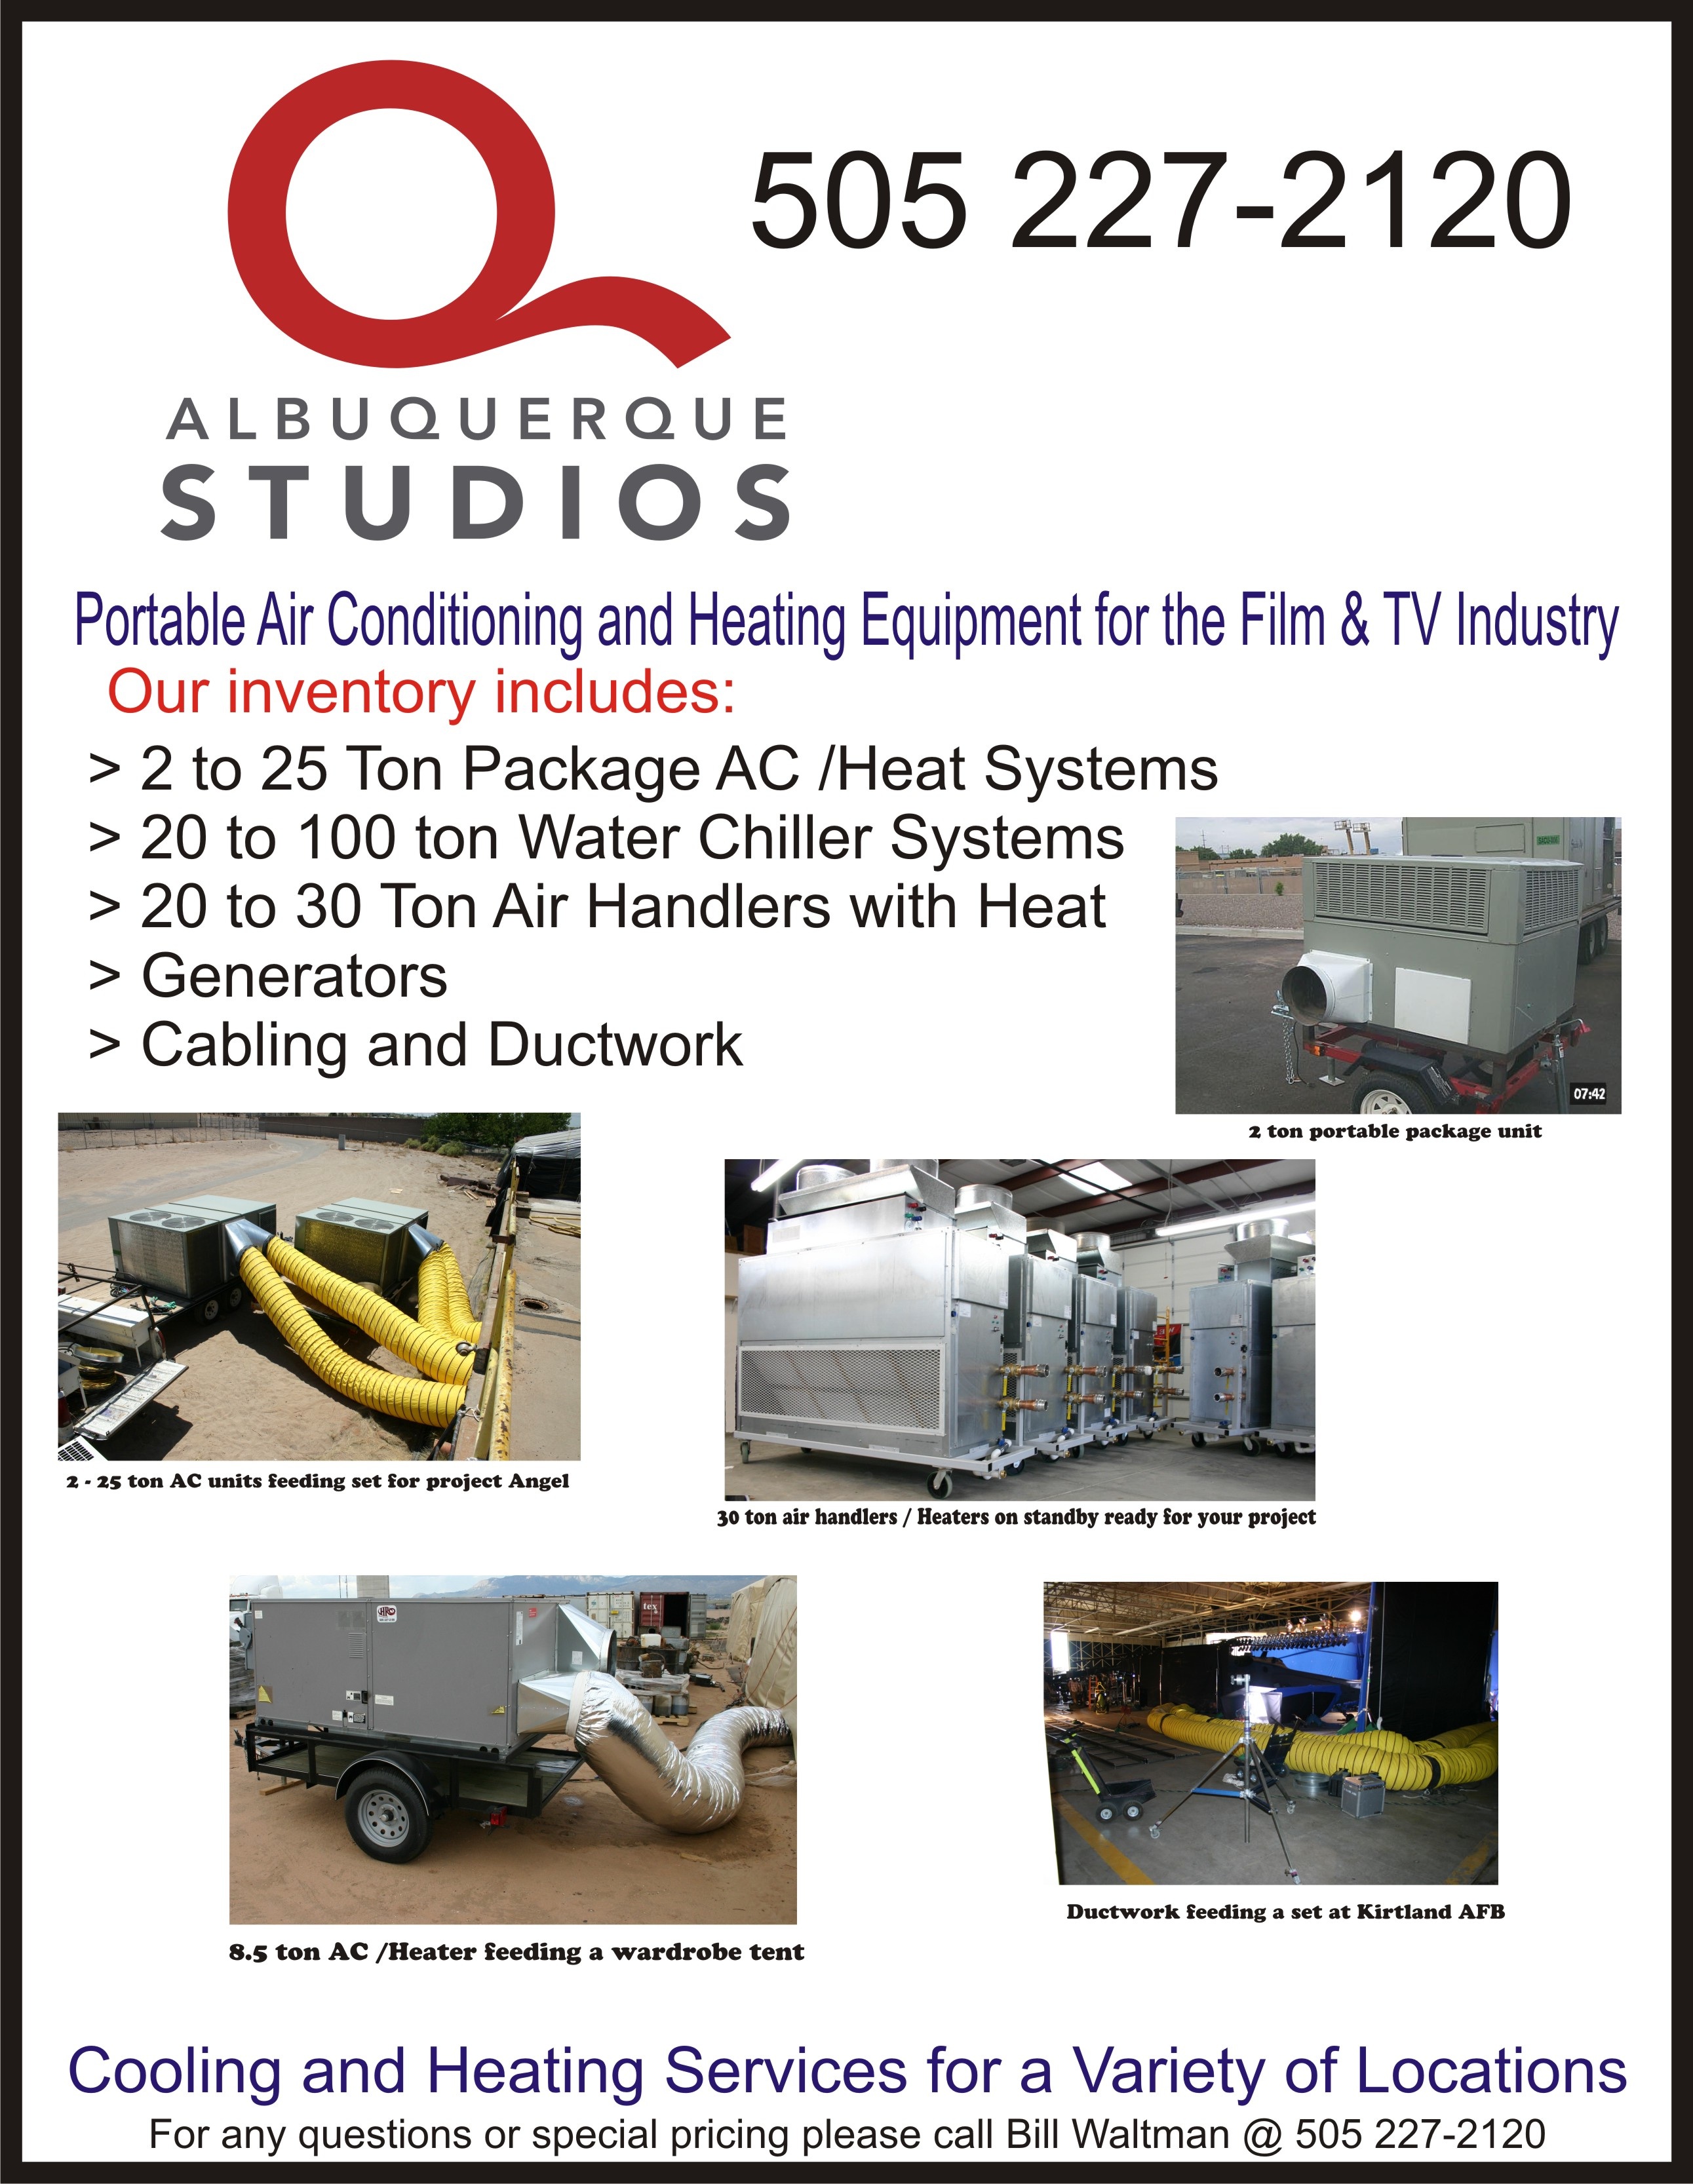 505 227-2120
ALBUQUERQUE
STUDIOS
Portable Air Conditioning and Heating Equipment for the Film & TV Industry
Our inventory includes:
> 2 to 25 Ton Package AC /Heat Systems
> 20 to 100 ton Water Chiller Systems
> 20 to 30 Ton Air Handlers with Heat
> Generators
> Cabling and Ductwork
07:42
2 ton portable package unit
2 - 25 ton AC units feeding set for project Angel
30 ton air handlers / Heaters on standby ready for your project
tex
8.5 ton AC /Heater feeding a wardrobe tent
Ductwork feeding a set at Kirtland AFB
Cooling and Heating Services for a Variety of Locations
For any questions or special pricing please call Bill Waltman @ 505 227-2120